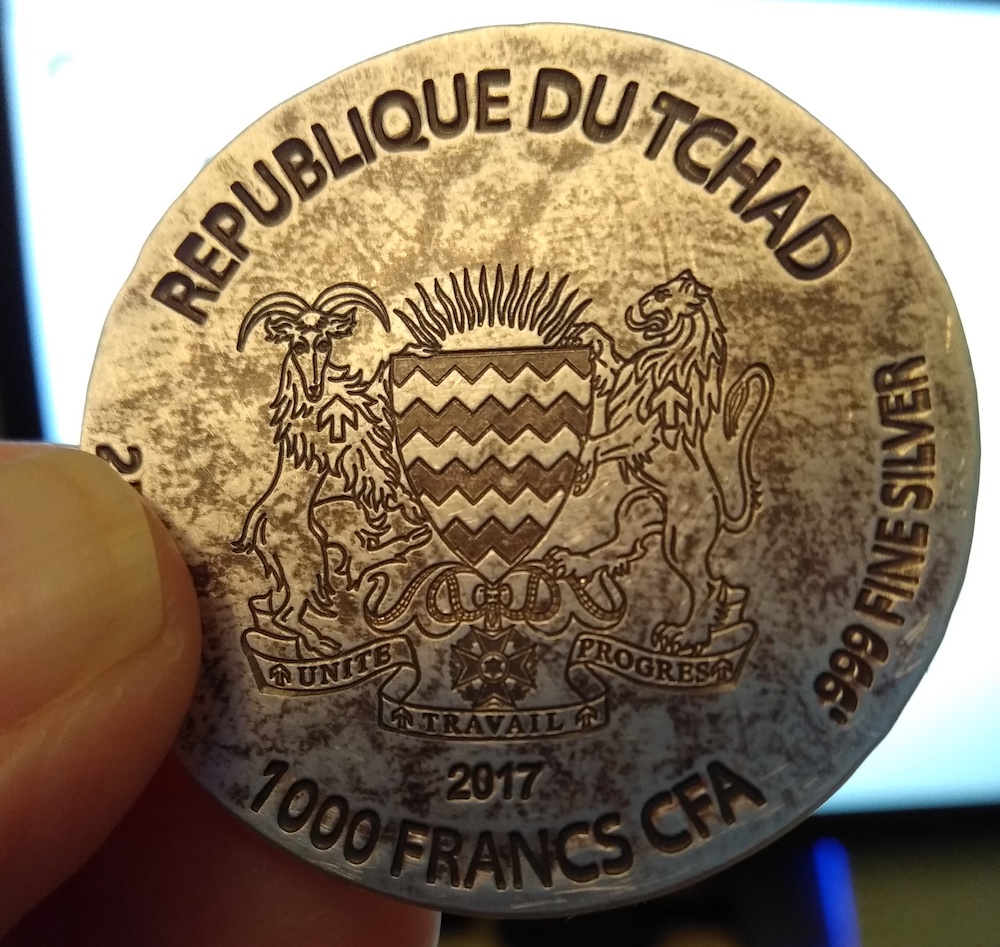 REPUBLIQUE DU TCHAD
.999 FINE SILVER
UNITE
TRAVAIL
PROGRES
2017
1000 FRANCS CFA